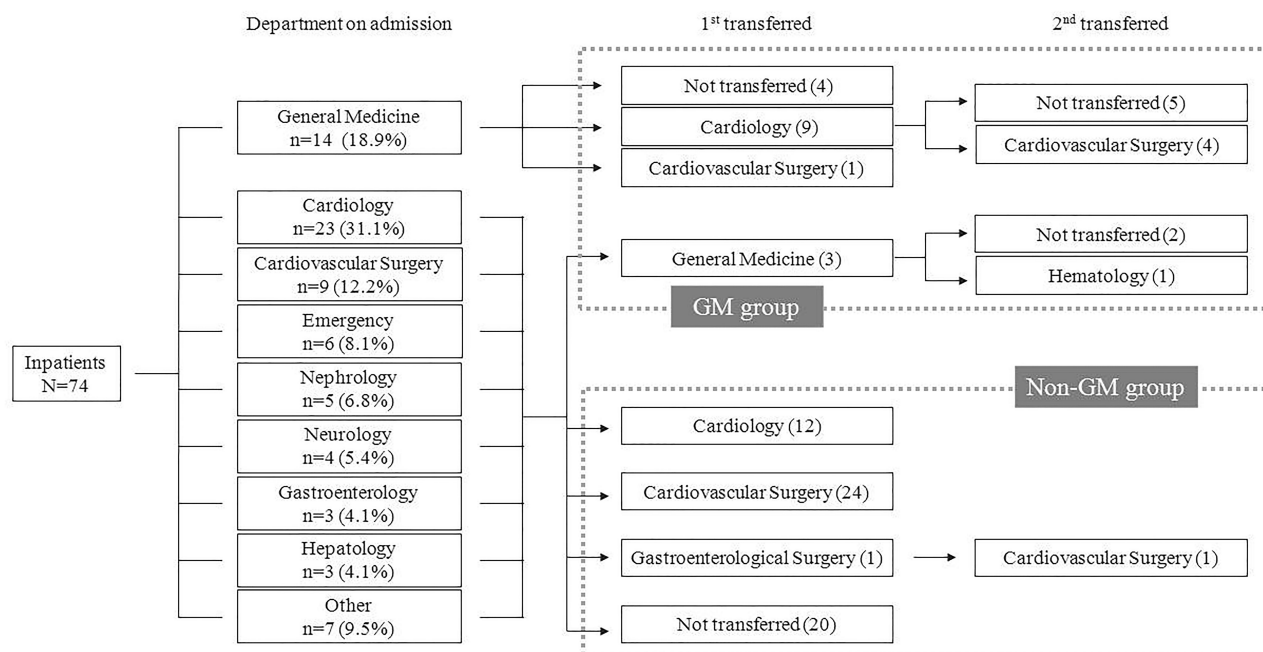 Department on admission
1st transferred
2nd transferred
Inpatients
N=74
General Medicine
n=14 (18.9%)
Cardiology
n=23 (31.1%)
Cardiovascular Surgery
n=9 (12.2%)
Emergency
n=6 (8.1%)
Nephrology
n=5 (6.8%)
Neurology
n=4 (5.4%)
Gastroenterology
n=3 (4.1%)
Hepatology
n=3 (4.1%)
Other
n=7 (9.5%)
Not transferred (4)
Cardiology (9)
Cardiovascular Surgery (1)
Not transferred (5)
Cardiovascular Surgery (4)
General Medicine (3)
Not transferred (2)
Hematology (1)
GM group
Non-GM group
Cardiology (12)
Cardiovascular Surgery (24)
Gastroenterological Surgery (1)
Cardiovascular Surgery (1)
Not transferred (20)